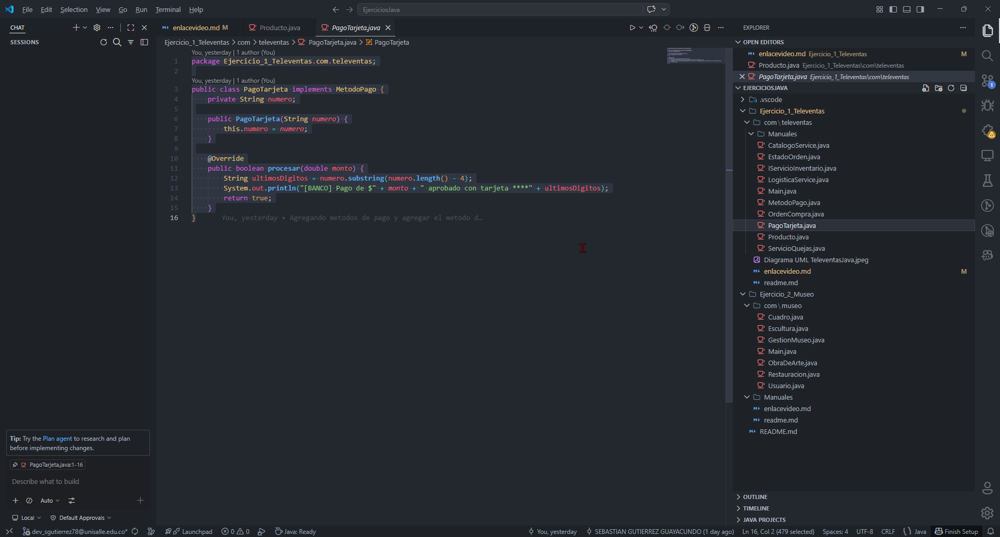 File Edit Selection View Go Run Terminal Help
EjerciciosJava
CHAT
SESSIONS
enlacevideo.md M
Producto.java
PagoTarjeta.java
Ejercicio_1_Televentas > com > televentas > PagoTarjeta.java > PagoTarjeta
You, yesterday | 1 author (You)
1 package Ejercicio_1_Televentas.com.televentas;
2
You, yesterday | 1 author (You)
3 public class PagoTarjeta implements MetodoPago {
4 private String numero;
5
6 public PagoTarjeta(String numero) {
7 this.numero = numero;
8 }
9
10 @Override
11 public boolean procesar(double monto) {
12 String ultimosDigitos = numero.substring(numero.length() - 4);
13 System.out.println("[BANCO] Pago de $" + monto + " aprobado con tarjeta ****" + ultimosDigitos);
14 return true;
15 }
16 } You, yesterday • Agregando metodos de pago y agregar el metodo d…
Tip: Try the Plan agent to research and plan
before implementing changes.
PagoTarjeta.java:1-16
Describe what to build
Auto
Local
Default Approvals
EXPLORER
OPEN EDITORS
enlacevideo.md Ejercicio_1_Televentas M
Producto.java Ejercicio_1_Televentas\com\televentas
PagoTarjeta.java Ejercicio_1_Televentas\com\televentas
EJERCICIOSJAVA
.vscode
Ejercicio_1_Televentas
com\televentas
Manuales
CatalogoService.java
EstadoOrden.java
IServicioInventario.java
LogisticaService.java
Main.java
MetodoPago.java
OrdenCompra.java
PagoTarjeta.java
Producto.java
ServicioQuejas.java
Diagrama UML TeleventasJava.jpeg
enlacevideo.md M
readme.md
Ejercicio_2_Museo
com\museo
Cuadro.java
Escultura.java
GestionMuseo.java
Main.java
ObraDeArte.java
Restauracion.java
Usuario.java
Manuales
enlacevideo.md
readme.md
README.md
OUTLINE
TIMELINE
JAVA PROJECTS
1
dev_sgutierrez78@unisalle.edu.co*
Launchpad
0 0
Java: Ready
You, yesterday
SEBASTIAN GUTIERREZ GUAYACUNDO (1 day ago)
Ln 16, Col 2 (479 selected)
Spaces: 4
UTF-8
CRLF
{ } Java
Finish Setup